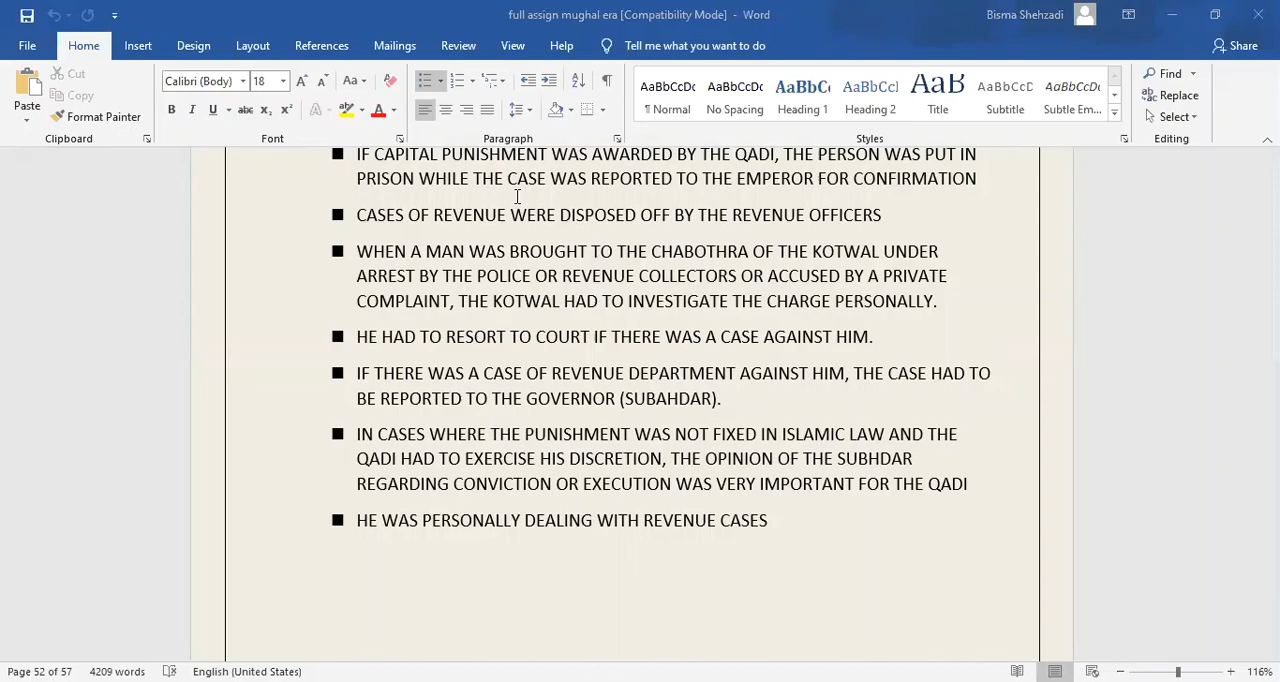 full assign mughal era [Compatibility Mode] - Word
Bisma Shehzadi
File Home Insert Design Layout References Mailings Review View Help Tell me what you want to do Share
Paste
Cut
Copy
Format Painter
Clipboard
Calibri (Body) 18
Font
Paragraph
AaBbCcDc AaBbCcDc AaBbC( AaBbCcC AaB AaBbCcD AaBbCcDt
¶ Normal No Spacing Heading 1 Heading 2 Title Subtitle Subtle Em...
Styles
Find
Replace
Select
Editing
■ IF CAPITAL PUNISHMENT WAS AWARDED BY THE QADI, THE PERSON WAS PUT IN
PRISON WHILE THE CASE WAS REPORTED TO THE EMPEROR FOR CONFIRMATION
■ CASES OF REVENUE WERE DISPOSED OFF BY THE REVENUE OFFICERS
■ WHEN A MAN WAS BROUGHT TO THE CHABOTHRA OF THE KOTWAL UNDER
ARREST BY THE POLICE OR REVENUE COLLECTORS OR ACCUSED BY A PRIVATE
COMPLAINT, THE KOTWAL HAD TO INVESTIGATE THE CHARGE PERSONALLY.
■ HE HAD TO RESORT TO COURT IF THERE WAS A CASE AGAINST HIM.
■ IF THERE WAS A CASE OF REVENUE DEPARTMENT AGAINST HIM, THE CASE HAD TO
BE REPORTED TO THE GOVERNOR (SUBAHDAR).
■ IN CASES WHERE THE PUNISHMENT WAS NOT FIXED IN ISLAMIC LAW AND THE
QADI HAD TO EXERCISE HIS DISCRETION, THE OPINION OF THE SUBHDAR
REGARDING CONVICTION OR EXECUTION WAS VERY IMPORTANT FOR THE QADI
■ HE WAS PERSONALLY DEALING WITH REVENUE CASES
Page 52 of 57 4209 words English (United States) 116%